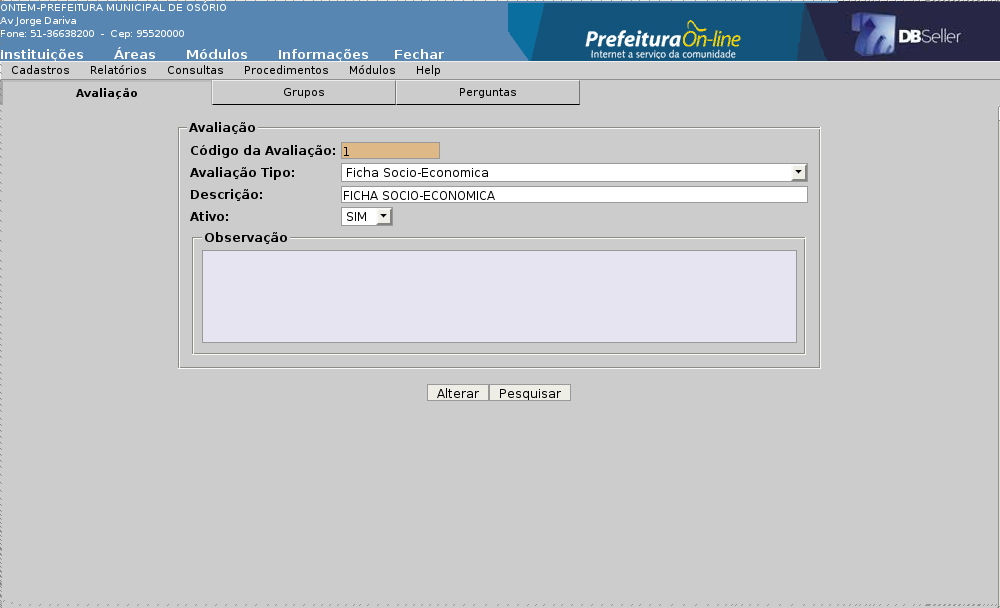 ONTEM-PREFEITURA MUNICIPAL DE OSÓRIO
Av Jorge Dariva
Fone: 51-36638200 - Cep: 95520000
Instituições Áreas Módulos Informações Fechar
PrefeituraOn-line
Internet a serviço da comunidade
DBSeller
Cadastros Relatórios Consultas Procedimentos Módulos Help
Avaliação Grupos Perguntas
Avaliação
Código da Avaliação: 1
Avaliação Tipo: Ficha Socio-Economica
Descrição: FICHA SOCIO-ECONOMICA
Ativo: SIM
Observação
Alterar Pesquisar